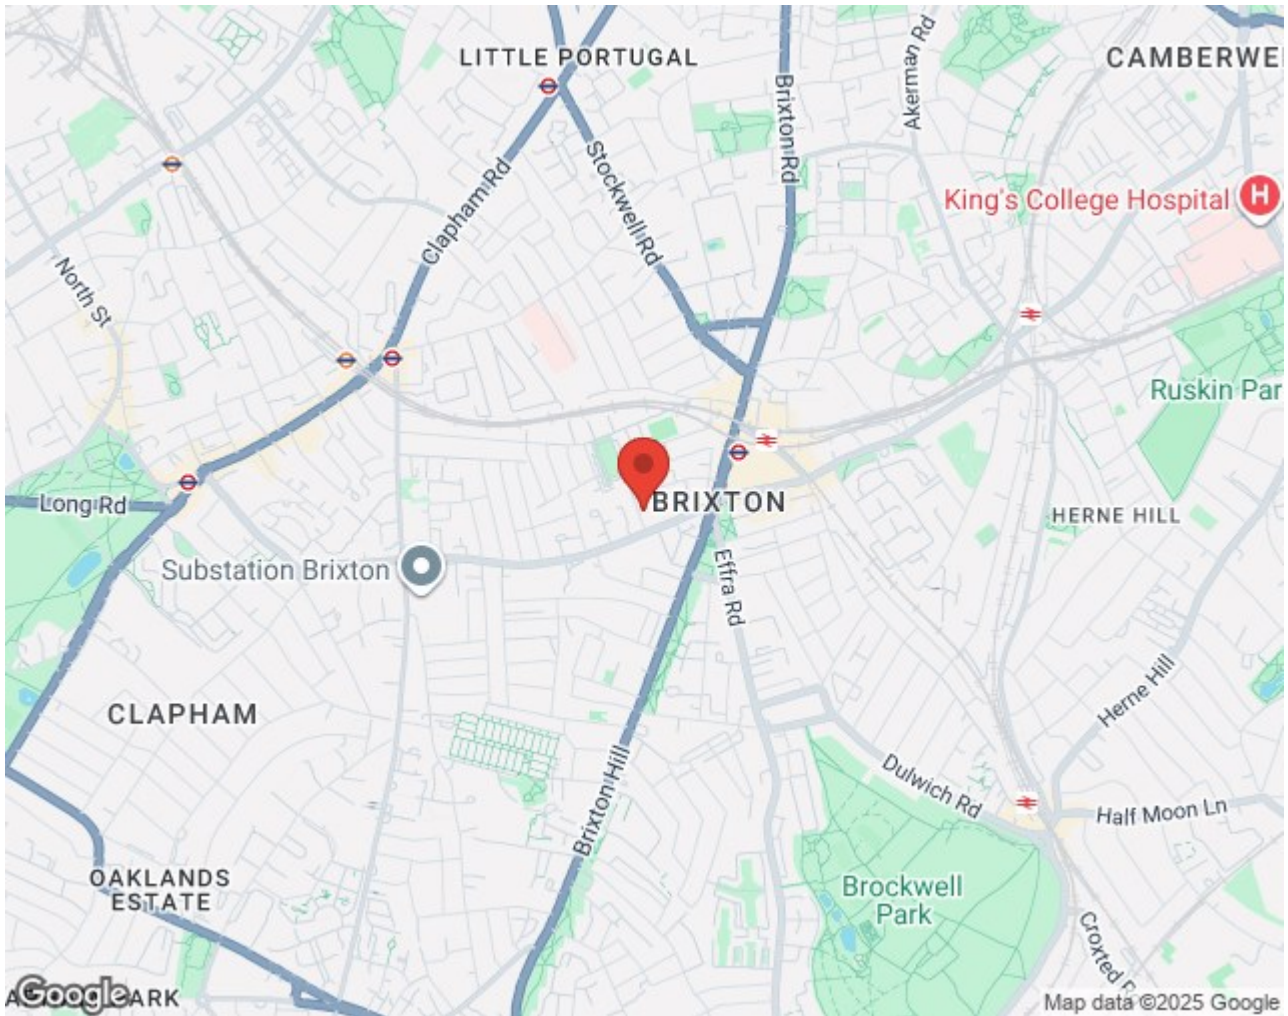 LITTLE PORTUGAL
CAMBERWE
Akerman Rd
Brixton Rd
Stockwell Rd
Clapham Rd
King's College Hospital
H
North St
Ruskin Par
Long Rd
BRIXTON
HERNE HILL
Substation Brixton
Effra Rd
Herne Hill
CLAPHAM
Brixton Hill
Dulwich Rd
Half Moon Ln
OAKLANDS
ESTATE
Brockwell
Park
Croxted R
Google
ARK
Map data ©2025 Google